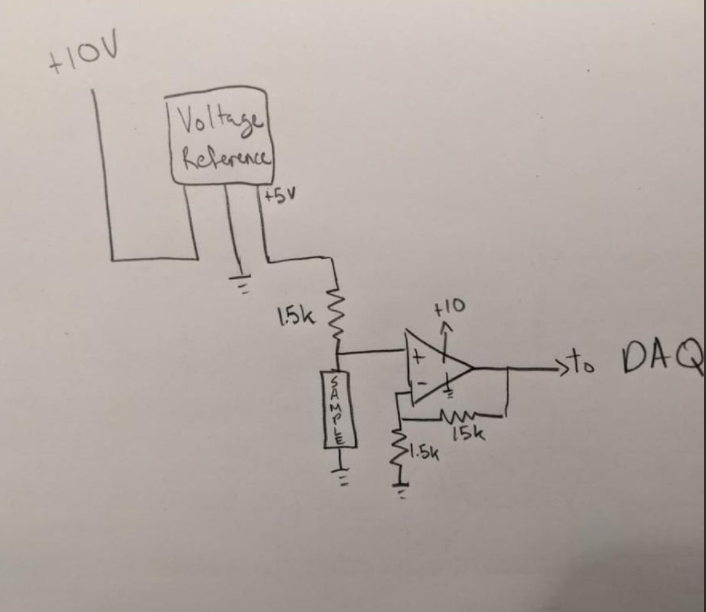 +10V
Voltage
Reference
+5V
1.5k
+10
+
-
to DAQ
SAMPLE
15k
1.5k